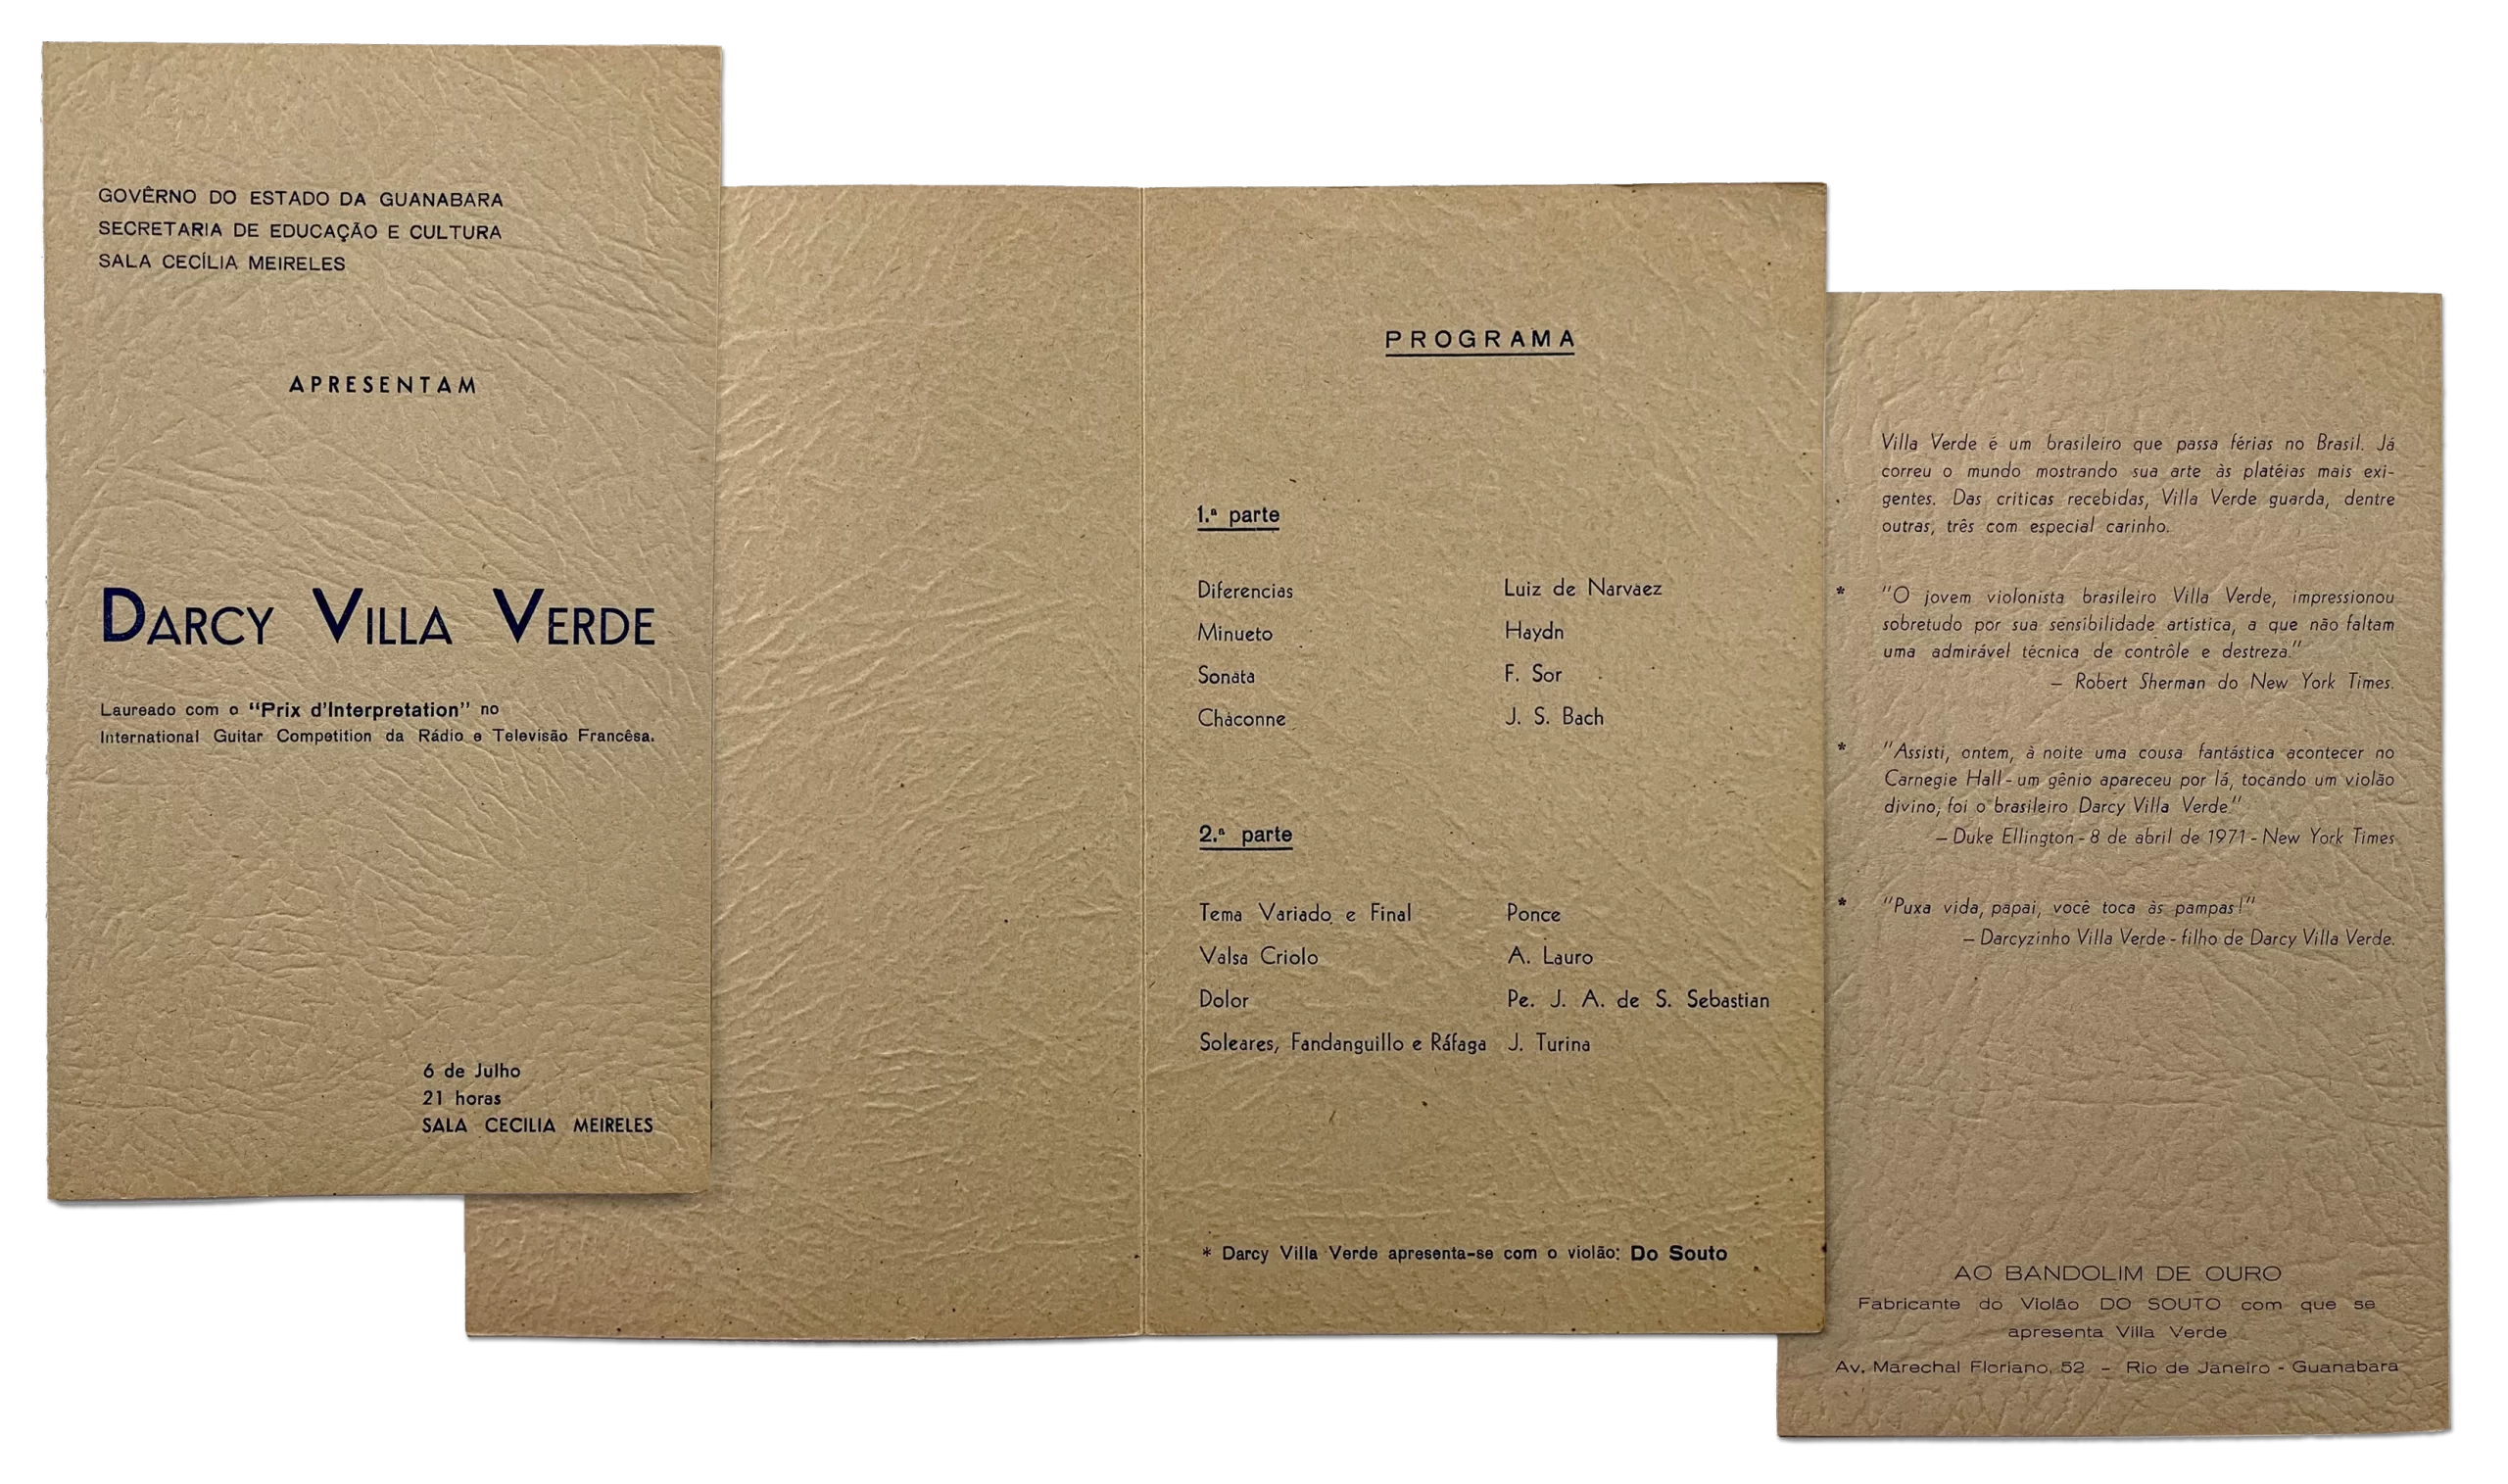 GOVÊRNO DO ESTADO DA GUANABARA
SECRETARIA DE EDUCAÇÃO E CULTURA
SALA CECÍLIA MEIRELES
APRESENTAM
DARCY VILLA VERDE
Laureado com o "Prix d'Interpretation" no
International Guitar Competition da Rádio e Televisão Francêsa.
6 de Julho
21 horas
SALA CECILIA MEIRELES
PROGRAMA
1.ª parte
Diferencias Luiz de Narvaez
Minueto Haydn
Sonata F. Sor
Chaconne J. S. Bach
2.ª parte
Tema Variado e Final Ponce
Valsa Criolo A. Lauro
Dolor Pe. J. A. de S. Sebastian
Soleares, Fandanguillo e Ráfaga J. Turina
* Darcy Villa Verde apresenta-se com o violão: Do Souto
Villa Verde é um brasileiro que passa férias no Brasil. Já
correu o mundo mostrando sua arte às platéias mais exi-
gentes. Das críticas recebidas, Villa Verde guarda, dentre
outras, três com especial carinho.
* "O jovem violonista brasileiro Villa Verde, impressionou
sobretudo por sua sensibilidade artística, a que não faltam
uma admirável técnica de contrôle e destreza."
— Robert Sherman do New York Times.
* "Assisti, ontem, à noite uma cousa fantástica acontecer no
Carnegie Hall - um gênio apareceu por lá, tocando um violão
divino; foi o brasileiro Darcy Villa Verde"
— Duke Ellington - 8 de abril de 1971 - New York Times
* "Puxa vida, papai, você toca às pampas!"
— Darcyzinho Villa Verde - filho de Darcy Villa Verde.
AO BANDOLIM DE OURO
Fabricante do Violão DO SOUTO com que se
apresenta Villa Verde
Av. Marechal Floriano, 52 - Rio de Janeiro - Guanabara